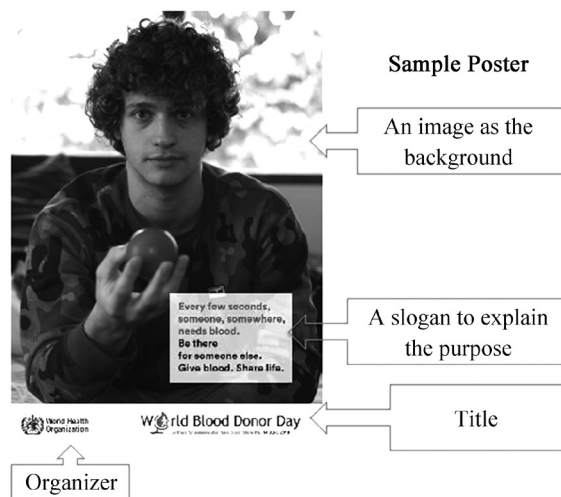 Sample Poster
An image as the
background
Every few seconds,
someone, somewhere,
needs blood.
Be there
for someone else.
Give blood. Share life.
A slogan to explain
the purpose
World Health
Organization
World Blood Donor Day
Title
Organizer